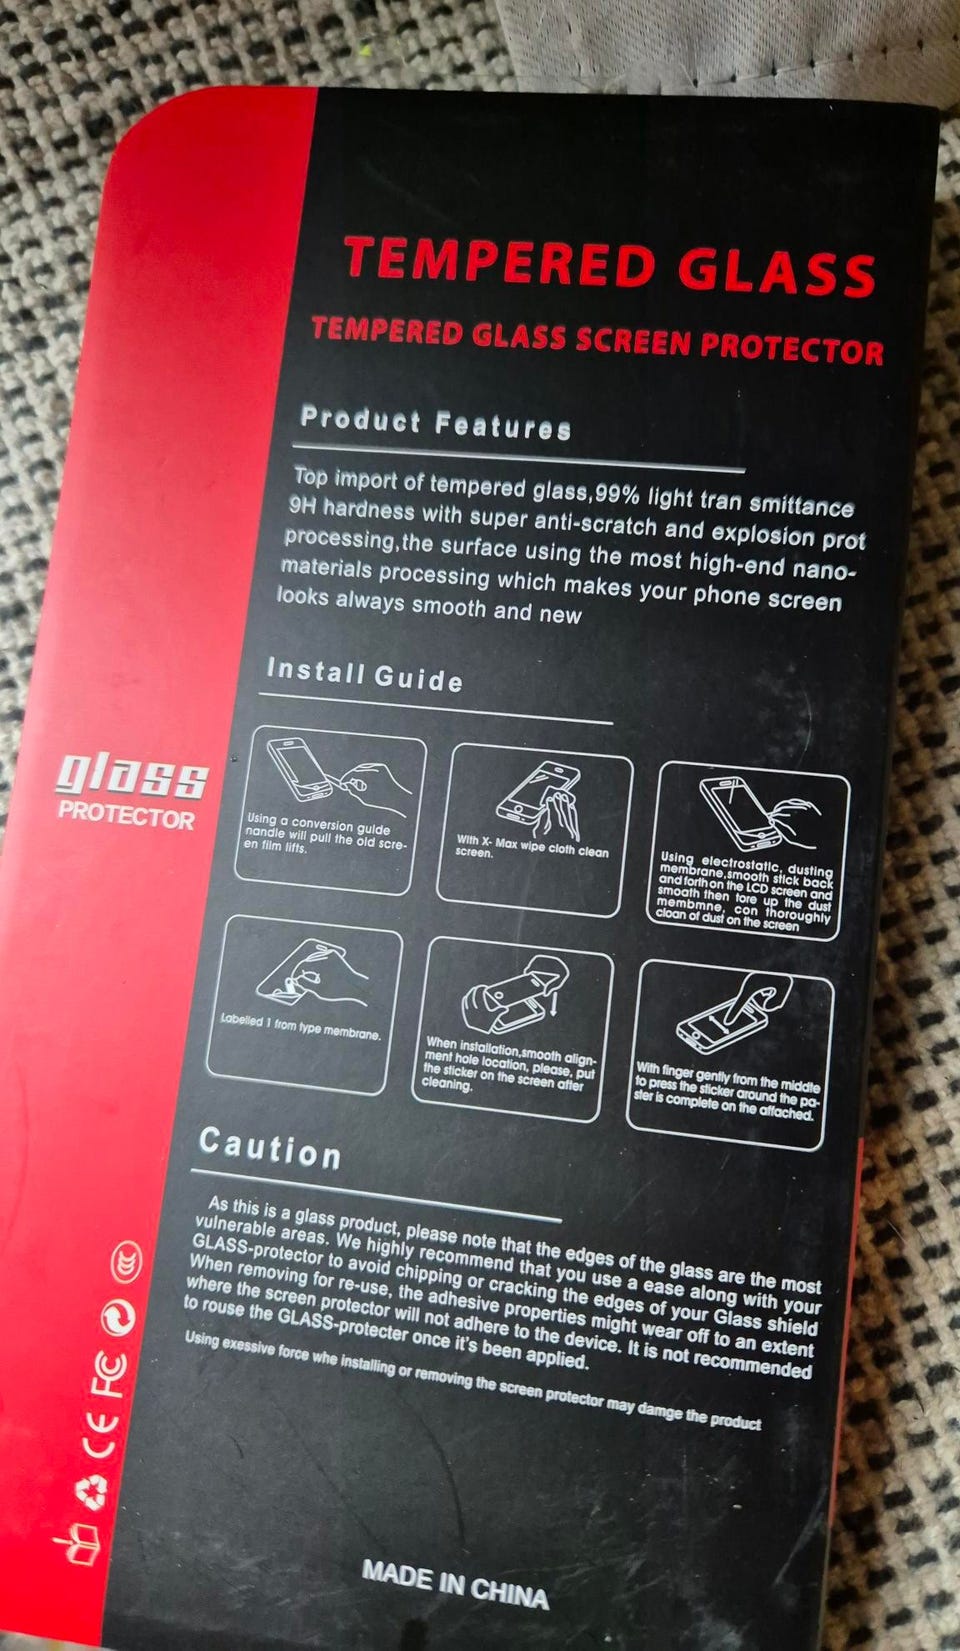 TEMPERED GLASS
TEMPERED GLASS SCREEN PROTECTOR
Product Features
Top import of tempered glass,99% light tran smittance
9H hardness with super anti-scratch and explosion prot
processing,the surface using the most high-end nano-
materials processing which makes your phone screen
looks always smooth and new
Install Guide
Using a conversion guide
nandle will pull the old scre-
en film lifts.
With X- Max wipe cloth clean
screen.
Using electrostatic, dusting
membrane,smooth stick back
and forth on the LCD screen and
smoath then tore up the dust
membmne, con thoroughly
cloan of dust on the screen
Labelled 1 from type membrane.
When installation,smooth align-
ment hole location, please, put
the sticker on the screen after
cleaning.
With finger gently from the middle
to press the sticker around the pa-
ster is complete on the affached.
Caution
As this is a glass product, please note that the edges of the glass are the most
vulnerable areas. We highly recommend that you use a ease along with your
GLASS-protector to avoid chipping or cracking the edges of your Glass shield
When removing for re-use, the adhesive properties might wear off to an extent
where the screen protector will not adhere to the device. It is not recommended
to rouse the GLASS-protecter once it's been applied.
Using exessive force whe installing or removing the screen protector may damge the product
MADE IN CHINA
glass
PROTECTOR
CE FC CCC